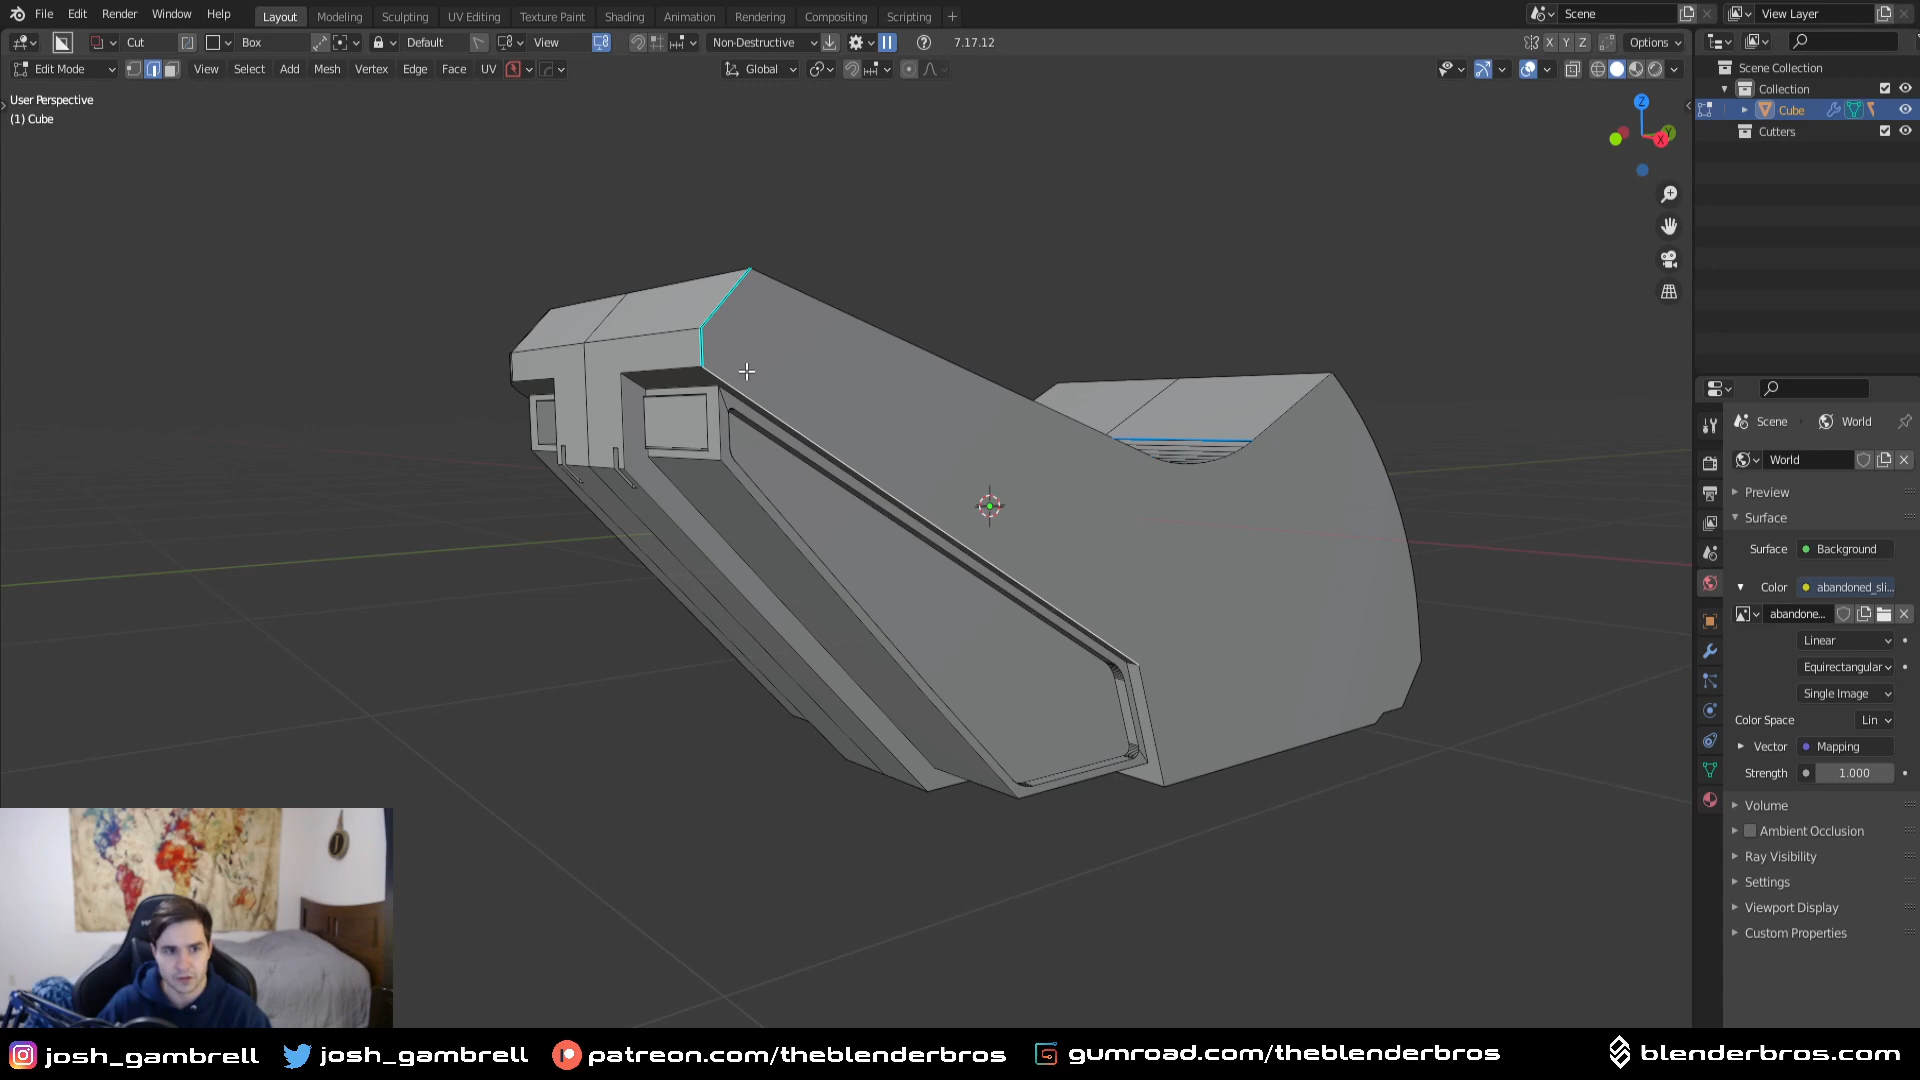 File Edit Render Window Help Layout Modeling Sculpting UV Editing Texture Paint Shading Animation Rendering Compositing Scripting + Scene View Layer
Cut Box Default View Non-Destructive 7.17.12 X Y Z Options
Edit Mode View Select Add Mesh Vertex Edge Face UV Global
User Perspective
(1) Cube
Z
Y
X
Scene Collection
Collection
Cube
Cutters
Scene World
World
Preview
Surface
Surface Background
Color abandoned_sli...
abandone...
Linear
Equirectangular
Single Image
Color Space Lin
Vector Mapping
Strength 1.000
Volume
Ambient Occlusion
Ray Visibility
Settings
Viewport Display
Custom Properties
josh_gambrell josh_gambrell patreon.com/theblenderbros gumroad.com/theblenderbros blenderbros.com